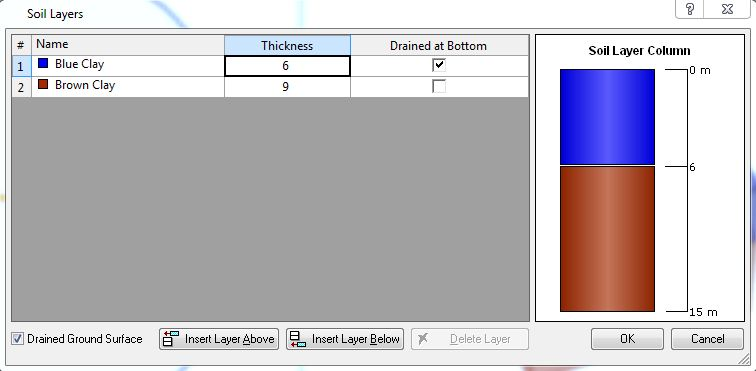 Soil Layers
?
# Name Thickness Drained at Bottom
1 Blue Clay 6
2 Brown Clay 9
Soil Layer Column
0 m
6
15 m
Drained Ground Surface Insert Layer Above Insert Layer Below Delete Layer OK Cancel